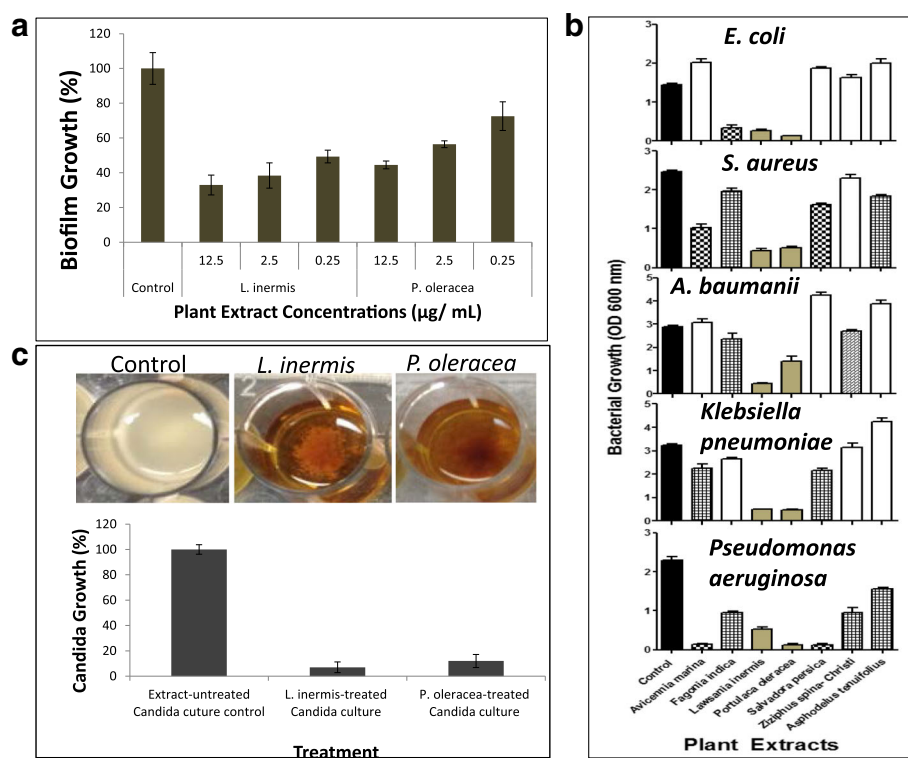 a
120
100
80
60
40
20
0
Biofilm Growth (%)
12.5 2.5 0.25 12.5 2.5 0.25
Control L. inermis P. oleracea
Plant Extract Concentrations (µg/ mL)
b
E. coli
3
2
1
0
S. aureus
3
2
1
0
A. baumanii
5
4
3
2
1
0
Klebsiella
pneumoniae
5
4
3
2
1
0
Pseudomonas
aeruginosa
3
2
1
0
Bacterial Growth (OD 600 nm)
Control
Avicennia marina
Fagonia indica
Lawsania inermis
Portulaca oleracea
Salvadora persica
Ziziphus spina- Christi
Asphodelus tenuifolius
Plant Extracts
c
Control L. inermis P. oleracea
2
120
100
80
60
40
20
0
Candida Growth (%)
Extract-untreated L. inermis-treated P. oleracea-treated
Candida cuture control Candida culture Candida Culture
Treatment